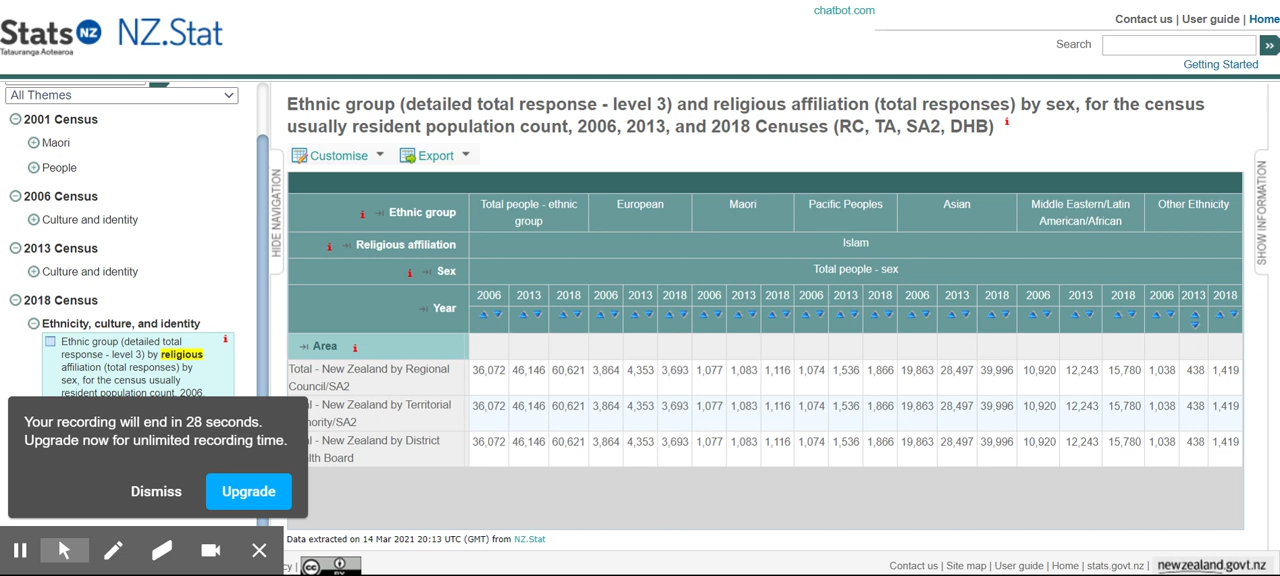 chatbot.com
Contact us | User guide | Home
Stats NZ NZ.Stat
Tatauranga Aotearoa
Search »
Getting Started
All Themes
2001 Census
Maori
People
2006 Census
Culture and identity
2013 Census
Culture and identity
2018 Census
Ethnicity, culture, and identity
Ethnic group (detailed total
response - level 3) by religious
affiliation (total responses) by
sex, for the census
usually resident population
count, 2006,
HIDE NAVIGATION
Ethnic group (detailed total response - level 3) and religious affiliation (total responses) by sex, for the census
usually resident population count, 2006, 2013, and 2018 Censuses (RC, TA, SA2, DHB) i
Customise Export
Ethnic group Total people - ethnic group European Maori Pacific Peoples Asian Middle Eastern/Latin American/African Other Ethnicity
Religious affiliation Islam
Sex Total people - sex
Year 2006 2013 2018 2006 2013 2018 2006 2013 2018 2006 2013 2018 2006 2013 2018 2006 2013 2018 2006 2013 2018
Area i
Total - New Zealand by Regional Council/SA2 36,072 46,146 60,621 3,864 4,353 3,693 1,077 1,083 1,116 1,074 1,536 1,866 19,863 28,497 39,996 10,920 12,243 15,780 1,038 438 1,419
l - New Zealand by Territorial ority/SA2 36,072 46,146 60,621 3,864 4,353 3,693 1,077 1,083 1,116 1,074 1,536 1,866 19,863 28,497 39,996 10,920 12,243 15,780 1,038 438 1,419
l - New Zealand by District lth Board 36,072 46,146 60,621 3,864 4,353 3,693 1,077 1,083 1,116 1,074 1,536 1,866 19,863 28,497 39,996 10,920 12,243 15,780 1,038 438 1,419
SHOW INFORMATION
Your recording will end in 28 seconds.
Upgrade now for unlimited recording time.
Dismiss Upgrade
Data extracted on 14 Mar 2021 20:13 UTC (GMT) from NZ.Stat
cy | cc
Contact us | Site map | User guide | Home | stats.govt.nz | newzealand.govt.nz